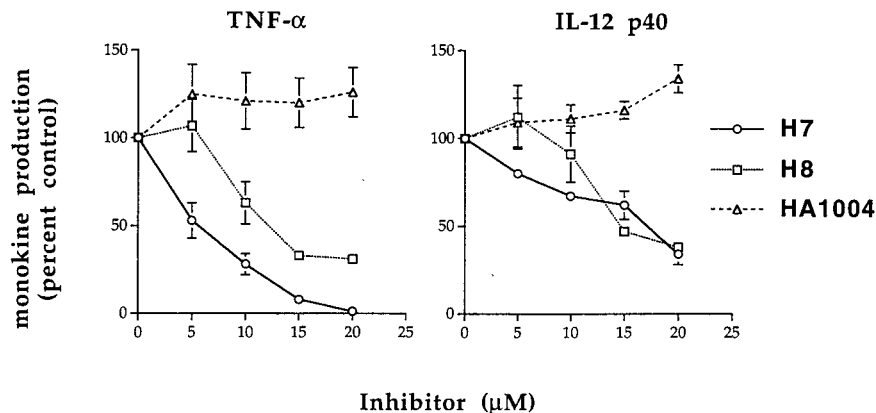 TNF-α
IL-12 p40
monokine production
(percent control)
150
100
50
0
0 5 10 15 20 25
150
100
50
0
0 5 10 15 20 25
H7
H8
HA1004
Inhibitor (µM)